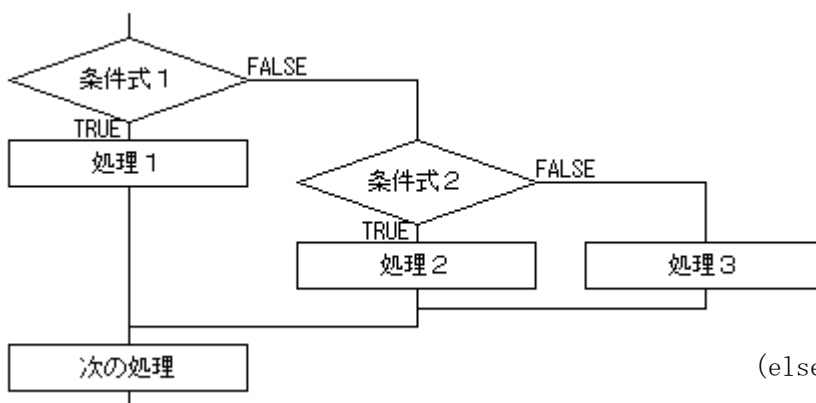 条件式１
FALSE
TRUE
処理１
条件式２
FALSE
TRUE
処理２
処理３
次の処理
(else